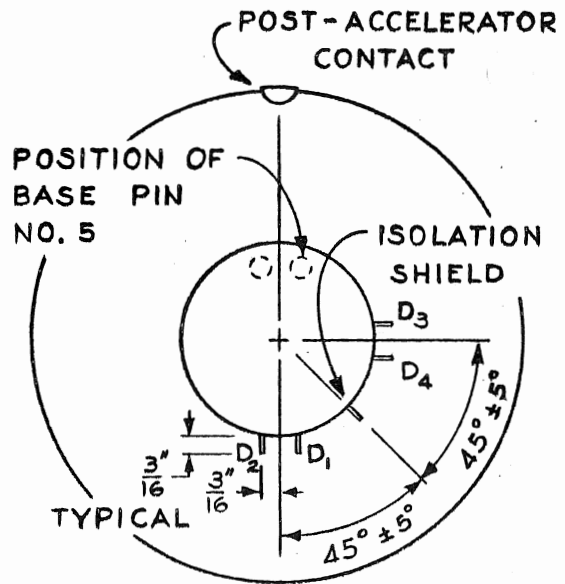 POST-ACCELERATOR
CONTACT
POSITION OF
BASE PIN
NO. 5
ISOLATION
SHIELD
D₃
D₄
D₂
D₁
3/16"
3/16"
TYPICAL
45° ± 5°
45° ± 5°